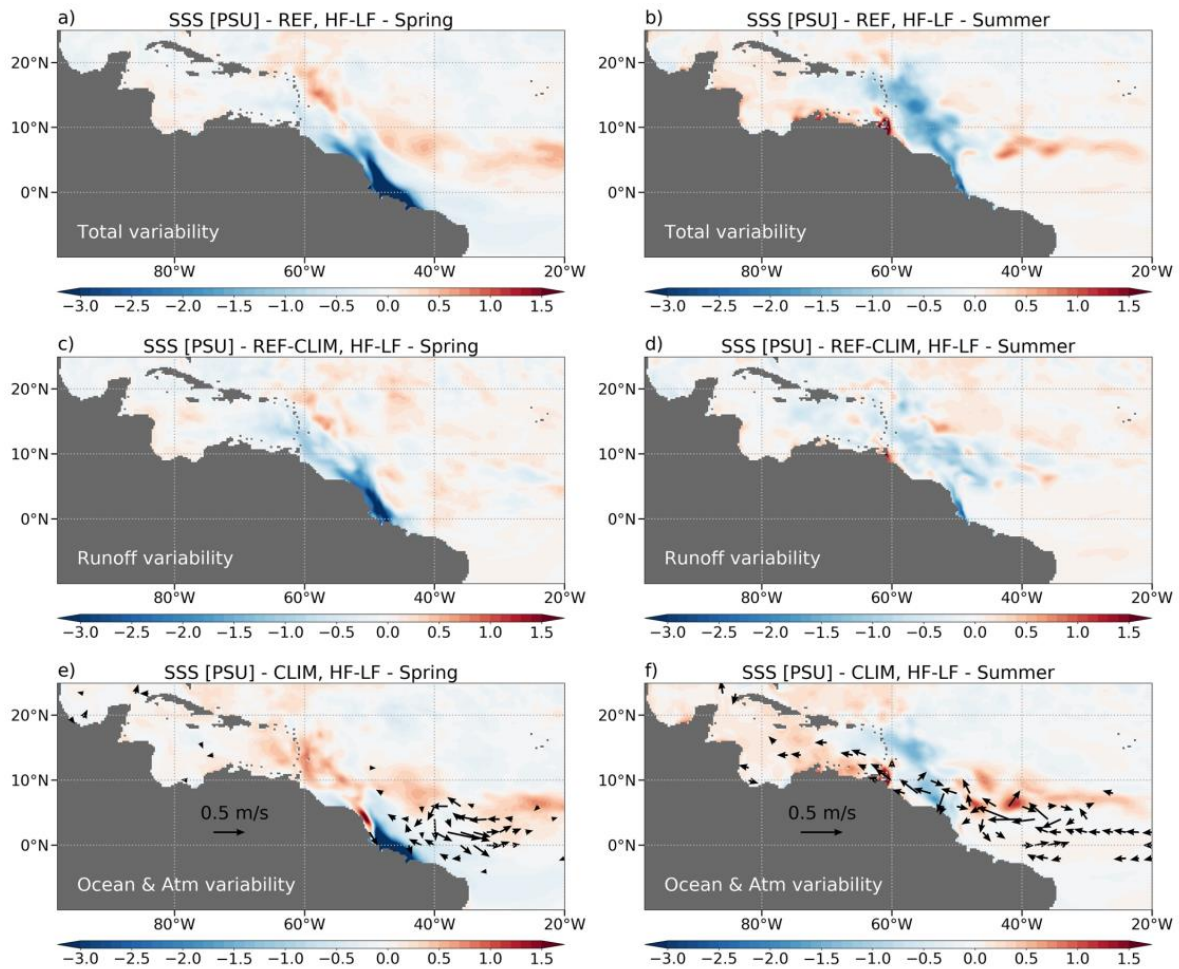 a) SSS [PSU] - REF, HF-LF - Spring
20°N
10°N
0°N
Total variability
80°W 60°W 40°W 20°W
−3.0 −2.5 −2.0 −1.5 −1.0 −0.5 0.0 0.5 1.0 1.5
b) SSS [PSU] - REF, HF-LF - Summer
20°N
10°N
0°N
Total variability
80°W 60°W 40°W 20°W
−3.0 −2.5 −2.0 −1.5 −1.0 −0.5 0.0 0.5 1.0 1.5
c) SSS [PSU] - REF-CLIM, HF-LF - Spring
20°N
10°N
0°N
Runoff variability
80°W 60°W 40°W 20°W
−3.0 −2.5 −2.0 −1.5 −1.0 −0.5 0.0 0.5 1.0 1.5
d) SSS [PSU] - REF-CLIM, HF-LF - Summer
20°N
10°N
0°N
Runoff variability
80°W 60°W 40°W 20°W
−3.0 −2.5 −2.0 −1.5 −1.0 −0.5 0.0 0.5 1.0 1.5
e) SSS [PSU] - CLIM, HF-LF - Spring
20°N
10°N
0.5 m/s
0°N
Ocean & Atm variability
80°W 60°W 40°W 20°W
−3.0 −2.5 −2.0 −1.5 −1.0 −0.5 0.0 0.5 1.0 1.5
f) SSS [PSU] - CLIM, HF-LF - Summer
20°N
10°N
0.5 m/s
0°N
Ocean & Atm variability
80°W 60°W 40°W 20°W
−3.0 −2.5 −2.0 −1.5 −1.0 −0.5 0.0 0.5 1.0 1.5